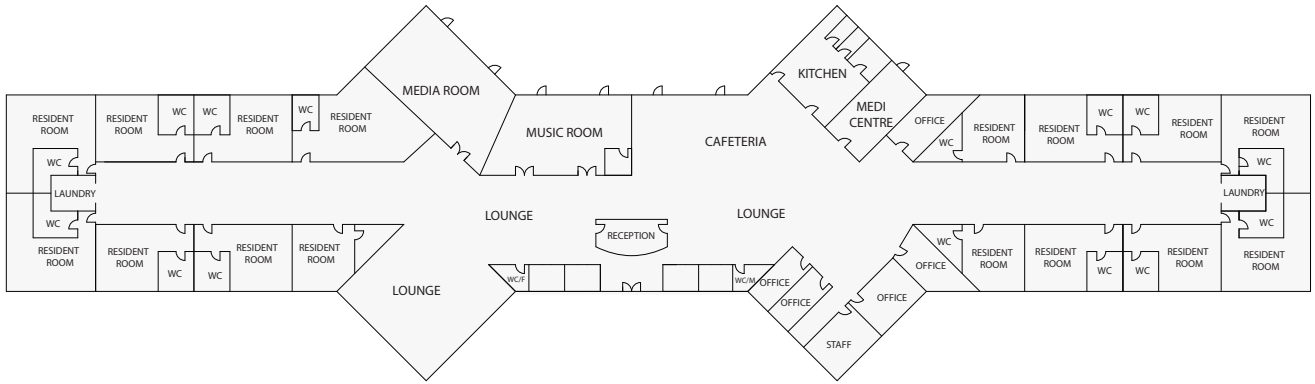 MEDIA ROOM
KITCHEN
MEDI
CENTRE
WC
WC
WC
WC
WC
RESIDENT
ROOM
RESIDENT
ROOM
RESIDENT
ROOM
RESIDENT
ROOM
MUSIC ROOM
CAFETERIA
OFFICE
WC
RESIDENT
ROOM
RESIDENT
ROOM
RESIDENT
ROOM
RESIDENT
ROOM
WC
LAUNDRY
WC
WC
LAUNDRY
WC
LOUNGE
LOUNGE
RECEPTION
RESIDENT
ROOM
RESIDENT
ROOM
RESIDENT
ROOM
RESIDENT
ROOM
WC
WC
LOUNGE
WC/F
WC/M
OFFICE
OFFICE
STAFF
OFFICE
OFFICE
WC
RESIDENT
ROOM
RESIDENT
ROOM
WC
WC
RESIDENT
ROOM
RESIDENT
ROOM